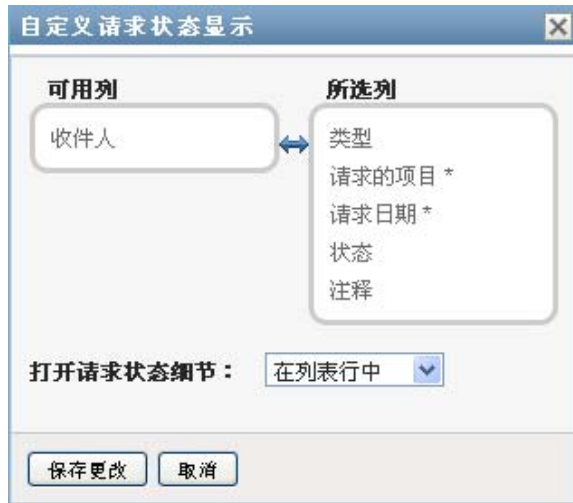 自定义请求状态显示
可用列
所选列
收件人
类型
请求的项目 *
请求日期 *
状态
注释
打开请求状态细节：
在列表行中
保存更改
取消